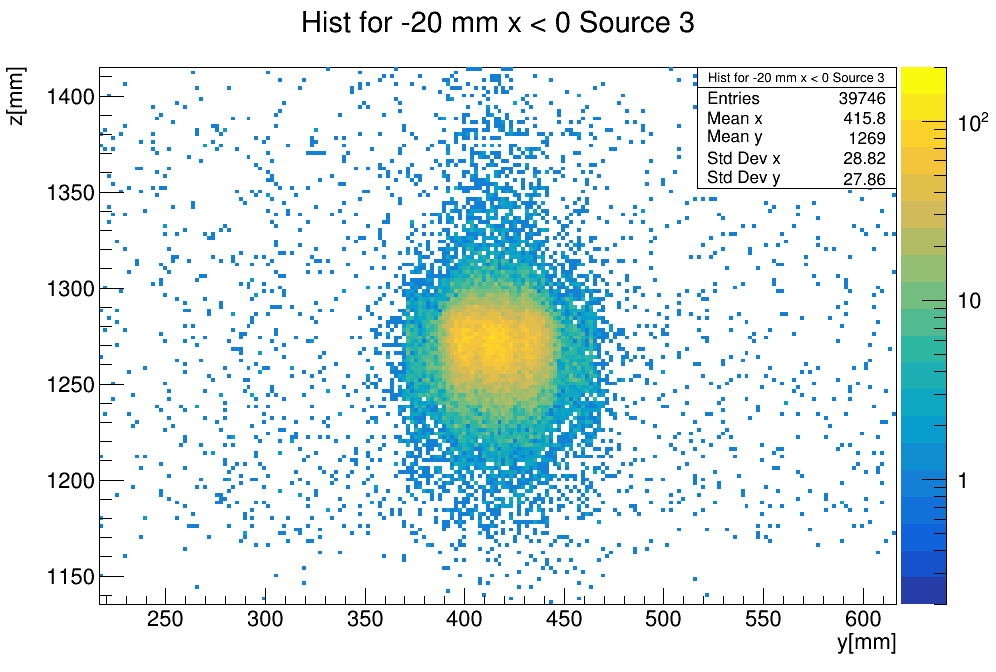 Hist for -20 mm x < 0 Source 3
z[mm]
Hist for -20 mm x < 0 Source 3
Entries 39746
Mean x 415.8
Mean y 1269
Std Dev x 28.82
Std Dev y 27.86
1400
1350
1300
1250
1200
1150
10²
10
1
250 300 350 400 450 500 550 600
y[mm]